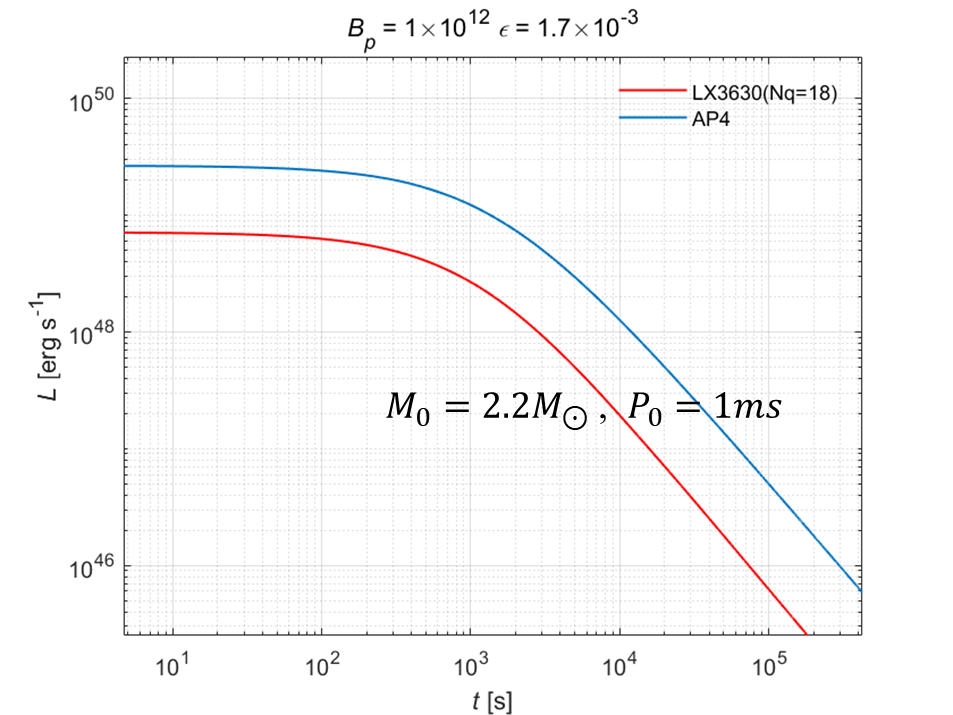 B_p = 1×10^12 ϵ = 1.7×10^-3
LX3630(Nq=18)
AP4
10^50
10^48
10^46
L [erg s^-1]
M_0 = 2.2M_⊙ , P_0 = 1ms
10^1 10^2 10^3 10^4 10^5
t [s]